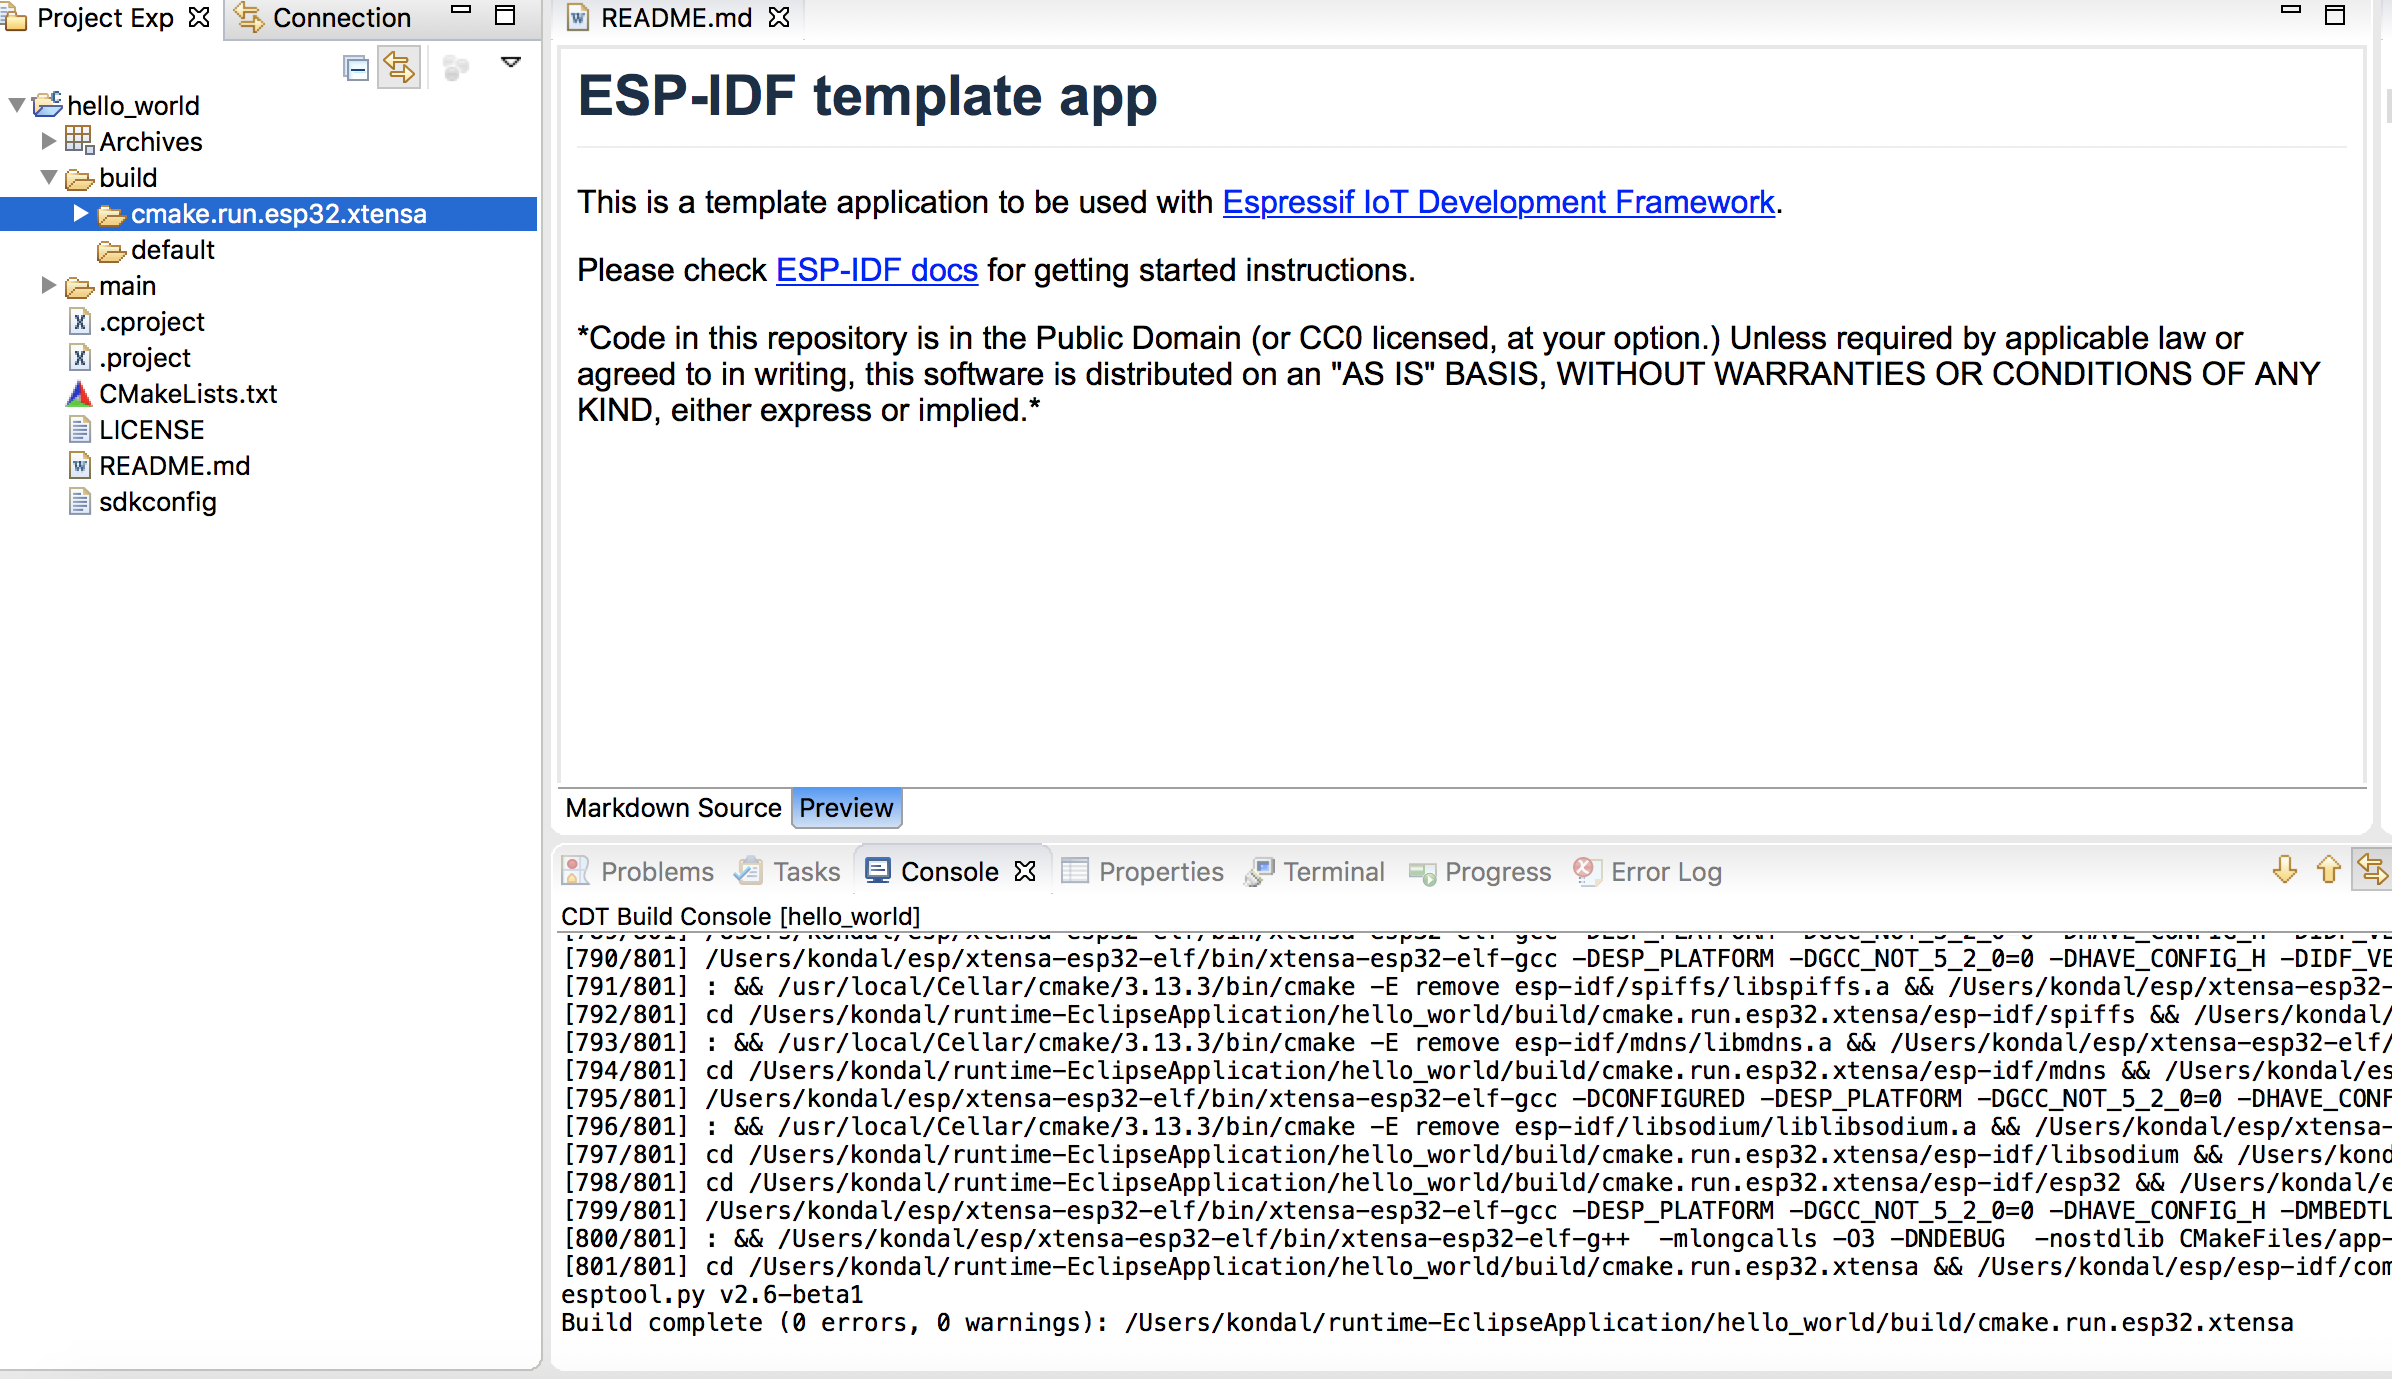 Project Exp
Connection
hello_world
Archives
build
cmake.run.esp32.xtensa
default
main
.cproject
.project
CMakeLists.txt
LICENSE
README.md
sdkconfig
README.md
ESP-IDF template app
This is a template application to be used with Espressif IoT Development Framework.
Please check ESP-IDF docs for getting started instructions.
*Code in this repository is in the Public Domain (or CC0 licensed, at your option.) Unless required by applicable law or
agreed to in writing, this software is distributed on an "AS IS" BASIS, WITHOUT WARRANTIES OR CONDITIONS OF ANY
KIND, either express or implied.*
Markdown Source Preview
Problems Tasks Console Properties Terminal Progress Error Log
CDT Build Console [hello_world]
[789/801] /Users/kondal/esp/xtensa-esp32-elf/bin/xtensa-esp32-elf-gcc -DESP_PLATFORM -DGCC_NOT_5_2_0=0 -DHAVE_CONFIG_H -DIDF_V
[790/801] /Users/kondal/esp/xtensa-esp32-elf/bin/xtensa-esp32-elf-gcc -DESP_PLATFORM -DGCC_NOT_5_2_0=0 -DHAVE_CONFIG_H -DIDF_VE
[791/801] : && /usr/local/Cellar/cmake/3.13.3/bin/cmake -E remove esp-idf/spiffs/libspiffs.a && /Users/kondal/esp/xtensa-esp32-
[792/801] cd /Users/kondal/runtime-EclipseApplication/hello_world/build/cmake.run.esp32.xtensa/esp-idf/spiffs && /Users/kondal/
[793/801] : && /usr/local/Cellar/cmake/3.13.3/bin/cmake -E remove esp-idf/mdns/libmdns.a && /Users/kondal/esp/xtensa-esp32-elf/
[794/801] cd /Users/kondal/runtime-EclipseApplication/hello_world/build/cmake.run.esp32.xtensa/esp-idf/mdns && /Users/kondal/es
[795/801] /Users/kondal/esp/xtensa-esp32-elf/bin/xtensa-esp32-elf-gcc -DCONFIGURED -DESP_PLATFORM -DGCC_NOT_5_2_0=0 -DHAVE_CONF
[796/801] : && /usr/local/Cellar/cmake/3.13.3/bin/cmake -E remove esp-idf/libsodium/liblibsodium.a && /Users/kondal/esp/xtensa-
[797/801] cd /Users/kondal/runtime-EclipseApplication/hello_world/build/cmake.run.esp32.xtensa/esp-idf/libsodium && /Users/kond
[798/801] cd /Users/kondal/runtime-EclipseApplication/hello_world/build/cmake.run.esp32.xtensa/esp-idf/esp32 && /Users/kondal/e
[799/801] /Users/kondal/esp/xtensa-esp32-elf/bin/xtensa-esp32-elf-gcc -DESP_PLATFORM -DGCC_NOT_5_2_0=0 -DHAVE_CONFIG_H -DMBEDTL
[800/801] : && /Users/kondal/esp/xtensa-esp32-elf/bin/xtensa-esp32-elf-g++  -mlongcalls -O3 -DNDEBUG  -nostdlib CMakeFiles/app-
[801/801] cd /Users/kondal/runtime-EclipseApplication/hello_world/build/cmake.run.esp32.xtensa && /Users/kondal/esp/esp-idf/com
esptool.py v2.6-beta1
Build complete (0 errors, 0 warnings): /Users/kondal/runtime-EclipseApplication/hello_world/build/cmake.run.esp32.xtensa